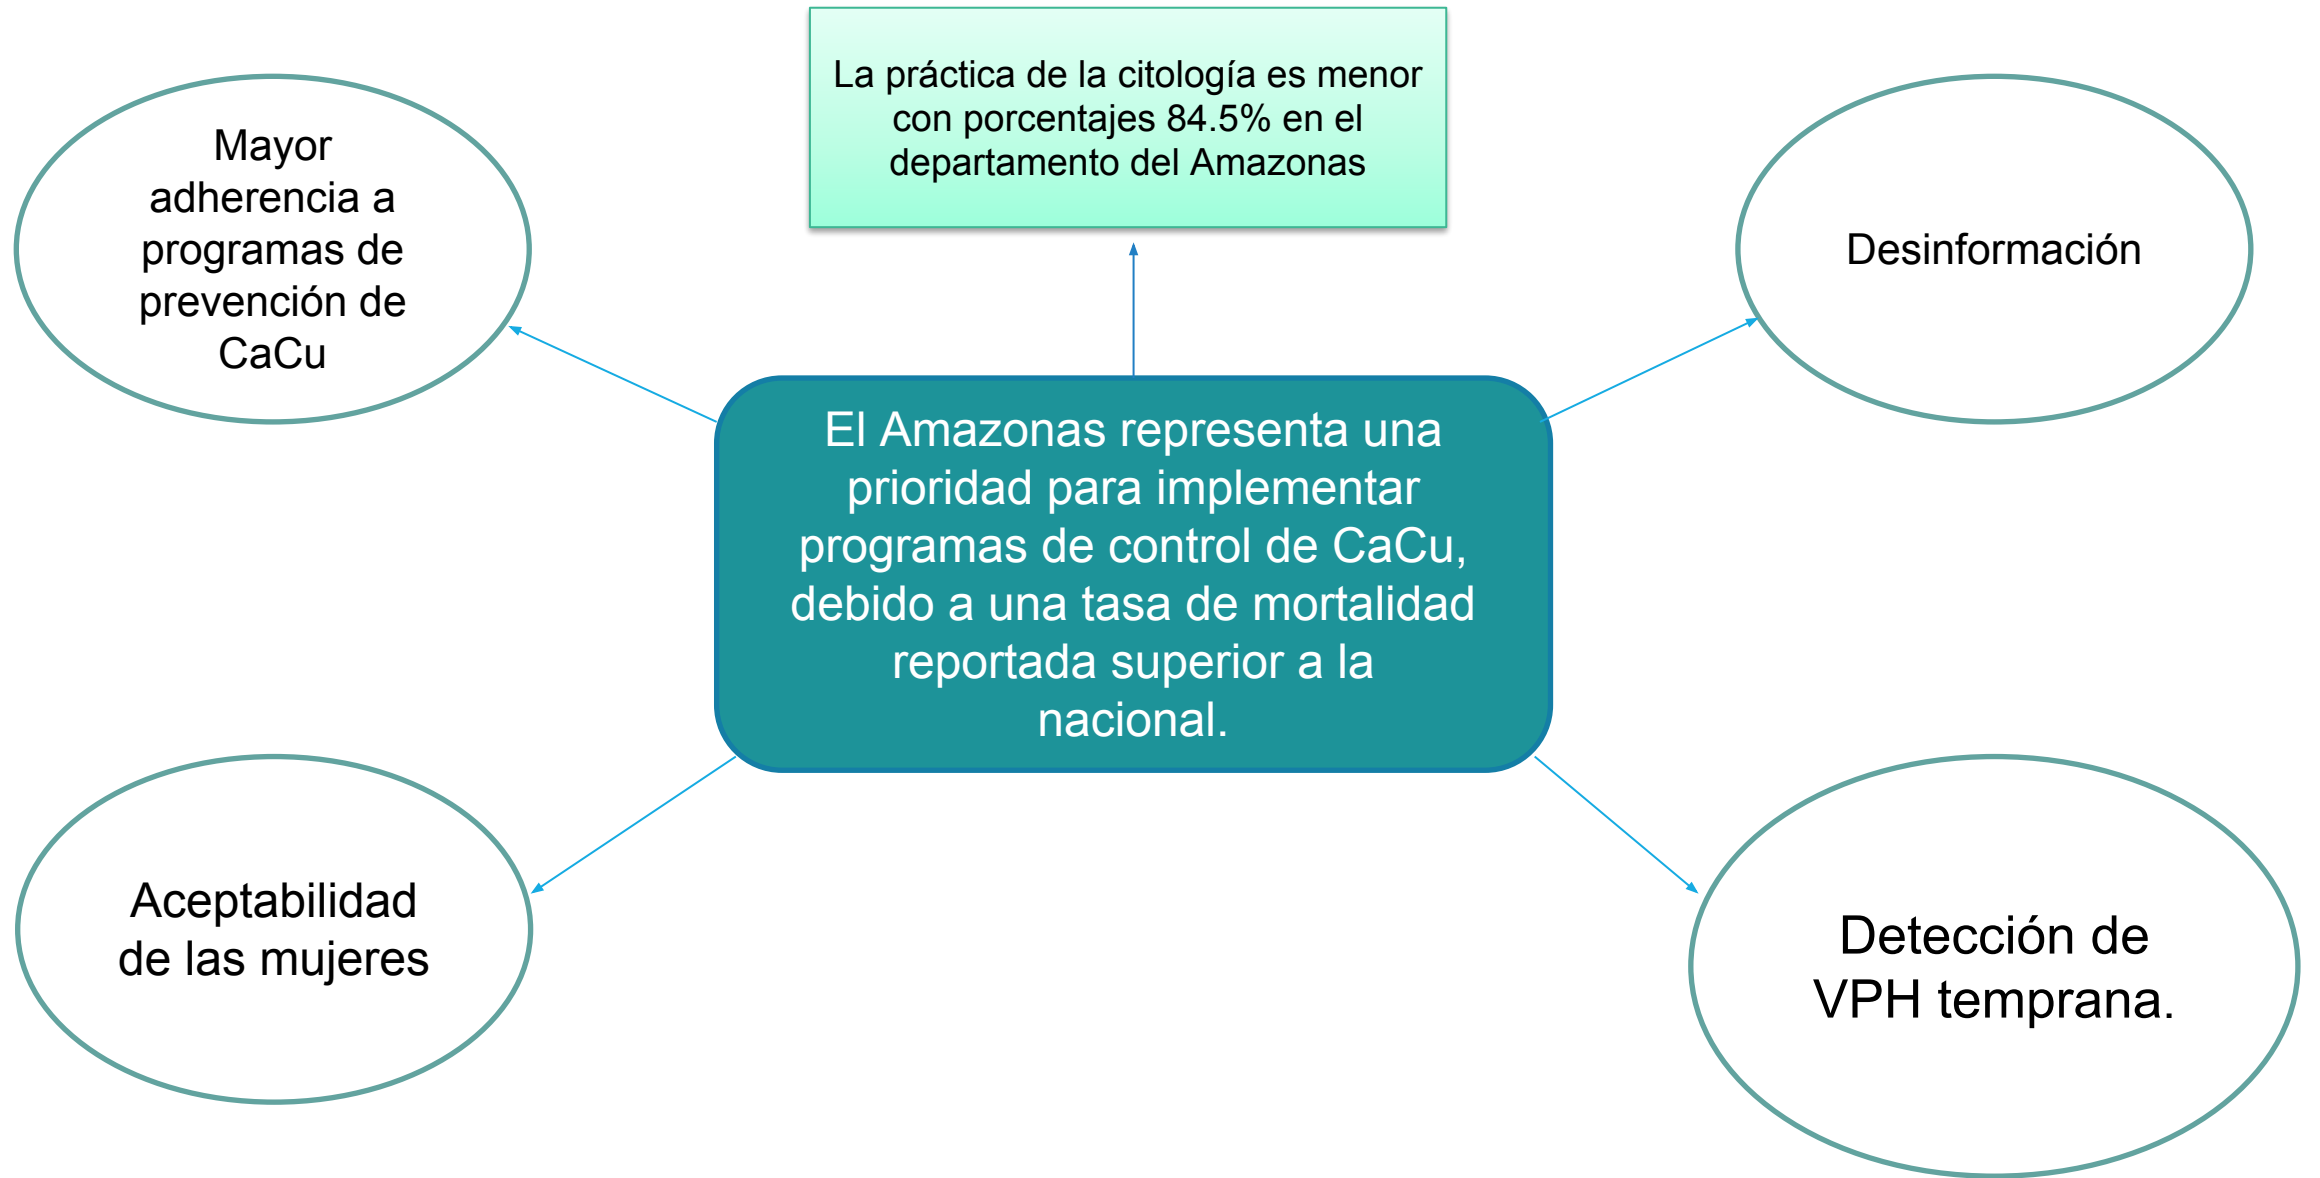 La práctica de la citología es menor
con porcentajes 84.5% en el
departamento del Amazonas
Mayor
adherencia a
programas de
prevención de
CaCu
Desinformación
El Amazonas representa una
prioridad para implementar
programas de control de CaCu,
debido a una tasa de mortalidad
reportada superior a la
nacional.
Aceptabilidad
de las mujeres
Detección de
VPH temprana.